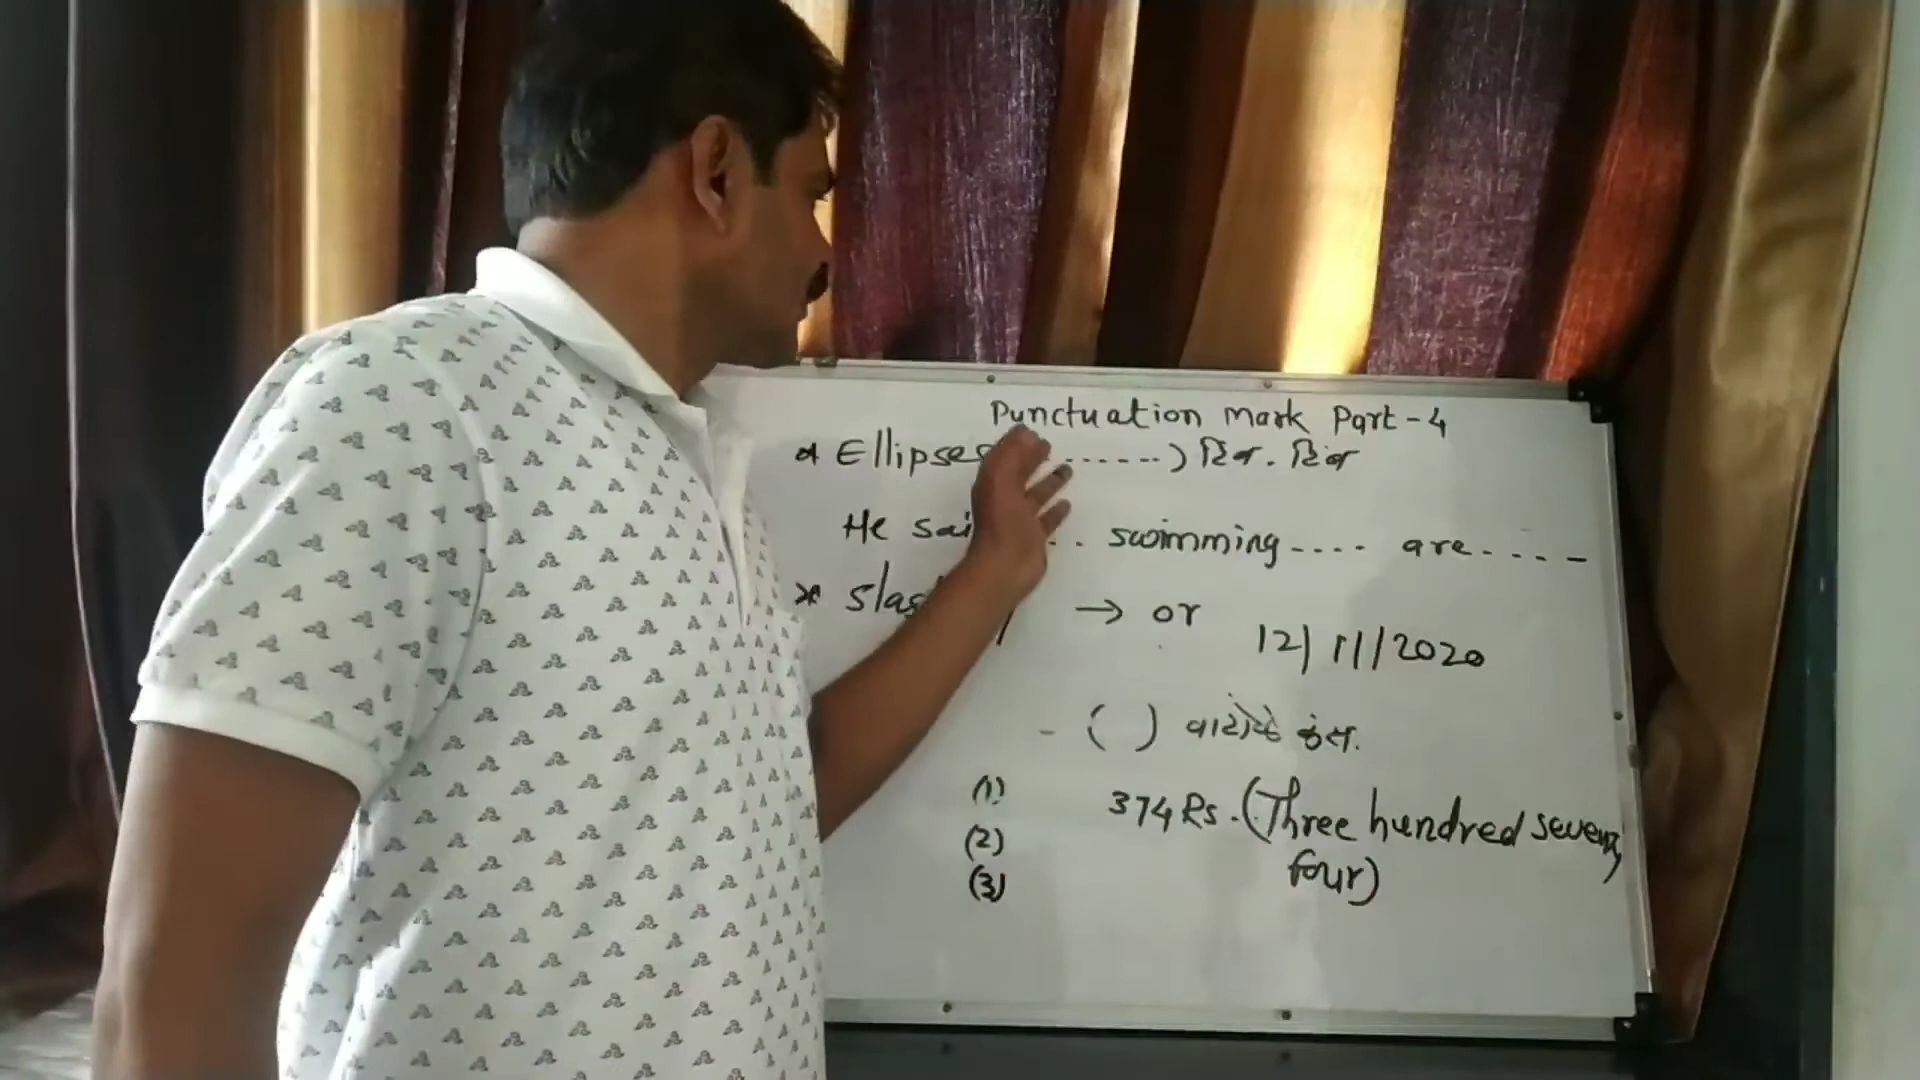 Punctuation Mark Part-4
* Ellipses ......) रिक्त. रिक्त
He sai .. swimming.... are....-
* Slas / → or
12/11/2020
- ( )
(1) 374 Rs. (Three hundred seventy
(2) four)
(3)